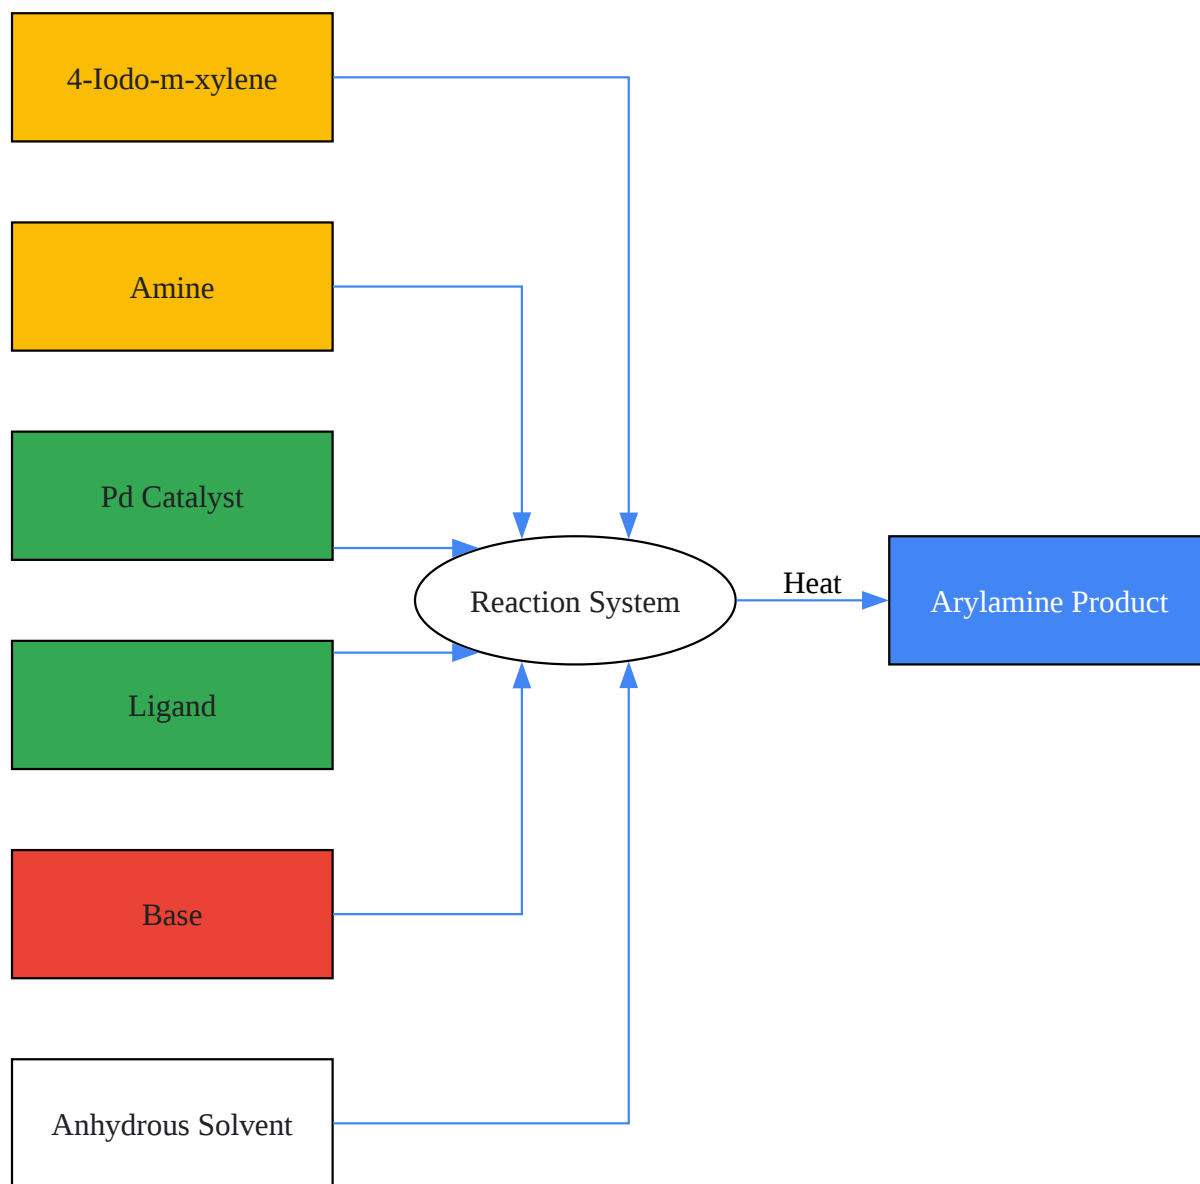 4-Iodo-m-xylene
Amine
Pd Catalyst
Ligand
Base
Anhydrous Solvent
Reaction System
Heat
Arylamine Product